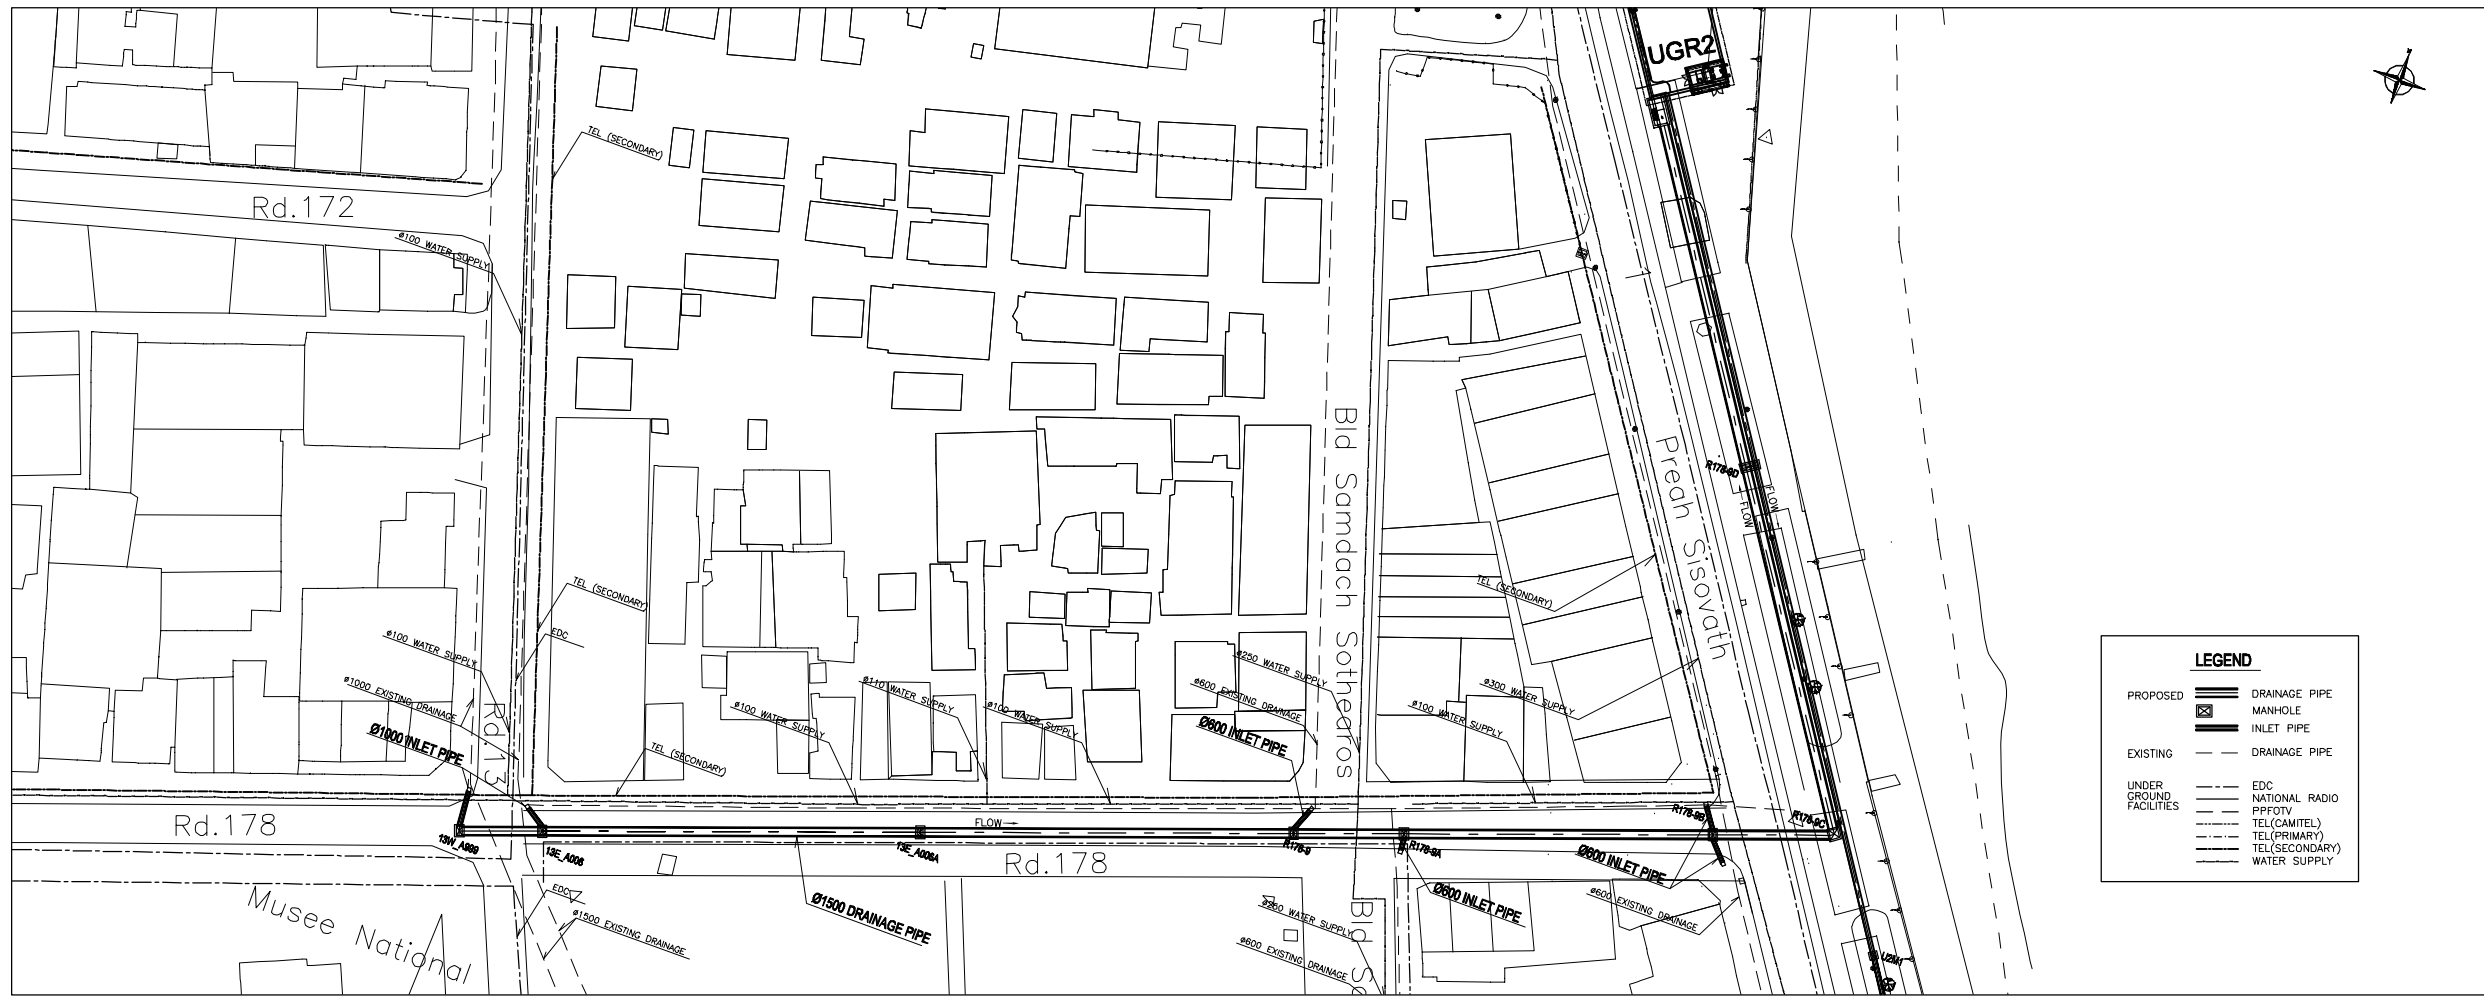 UGR2
TEL (SECONDARY)
Rd.172
ø100 WATER SUPPLY
Bld Samdach Sothearos
Preah Sisovath
R178-9D
FLOW
FLOW
TEL (SECONDARY)
TEL (SECONDARY)
EDC
ø100 WATER SUPPLY
ø1000 EXISTING DRAINAGE
Ø1000 INLET PIPE
Rd.13
ø100 WATER SUPPLY
TEL (SECONDARY)
ø110 WATER SUPPLY
ø100 WATER SUPPLY
ø250 WATER SUPPLY
ø600 EXISTING DRAINAGE
Ø600 INLET PIPE
ø300 WATER SUPPLY
ø100 WATER SUPPLY
R178-9B
R178-9C
Rd.178
FLOW
13W_A999
13E_A006
13E_A006A
R178-9
R178-9A
Rd.178
Ø600 INLET PIPE
Ø600 INLET PIPE
ø600 EXISTING DRAINAGE
Musee National
EDC
ø1500 EXISTING DRAINAGE
Ø1500 DRAINAGE PIPE
ø250 WATER SUPPLY
ø600 EXISTING DRAINAGE
Bld
U2M1
LEGEND
PROPOSED DRAINAGE PIPE
MANHOLE
INLET PIPE
EXISTING DRAINAGE PIPE
UNDER GROUND FACILITIES
EDC
NATIONAL RADIO
PPFOTV
TEL(CAMITEL)
TEL(PRIMARY)
TEL(SECONDARY)
WATER SUPPLY